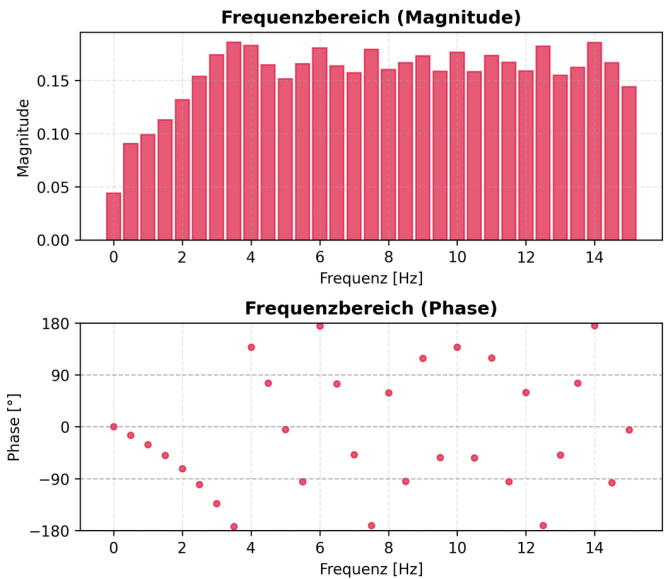 Frequenzbereich (Magnitude)
Magnitude
0.15
0.10
0.05
0.00
0 2 4 6 8 10 12 14
Frequenz [Hz]
Frequenzbereich (Phase)
Phase [°]
180
90
0
−90
−180
0 2 4 6 8 10 12 14
Frequenz [Hz]